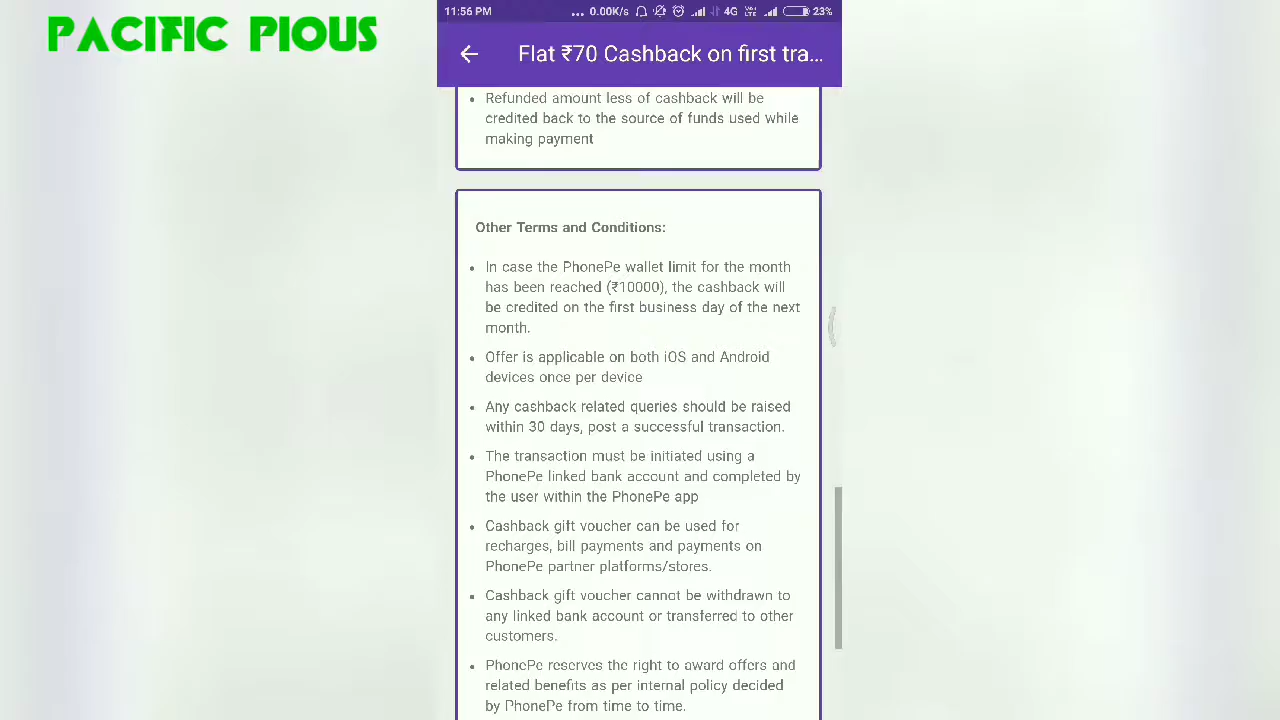 PACIFIC PIOUS
11:56 PM ... 0.00K/s 4G VoLTE 23%
Flat ₹70 Cashback on first tra...
• Refunded amount less of cashback will be
credited back to the source of funds used while
making payment
Other Terms and Conditions:
• In case the PhonePe wallet limit for the month
has been reached (₹10000), the cashback will
be credited on the first business day of the next
month.
• Offer is applicable on both iOS and Android
devices once per device
• Any cashback related queries should be raised
within 30 days, post a successful transaction.
• The transaction must be initiated using a
PhonePe linked bank account and completed by
the user within the PhonePe app
• Cashback gift voucher can be used for
recharges, bill payments and payments on
PhonePe partner platforms/stores.
• Cashback gift voucher cannot be withdrawn to
any linked bank account or transferred to other
customers.
• PhonePe reserves the right to award offers and
related benefits as per internal policy decided
by PhonePe from time to time.